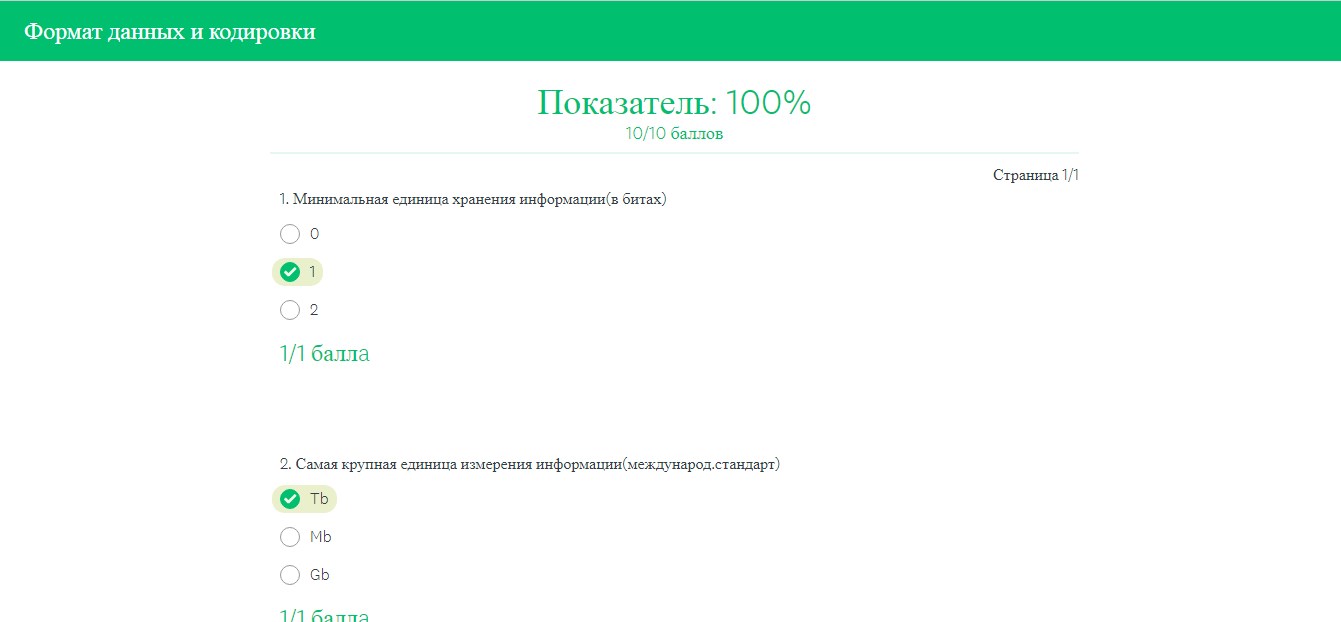 Формат данных и кодировки
Показатель: 100%
10/10 баллов
Страница 1/1
1. Минимальная единица хранения информации(в битах)
0
1
2
1/1 балла
2. Самая крупная единица измерения информации(международ.стандарт)
Tb
Mb
Gb
1/1 балла